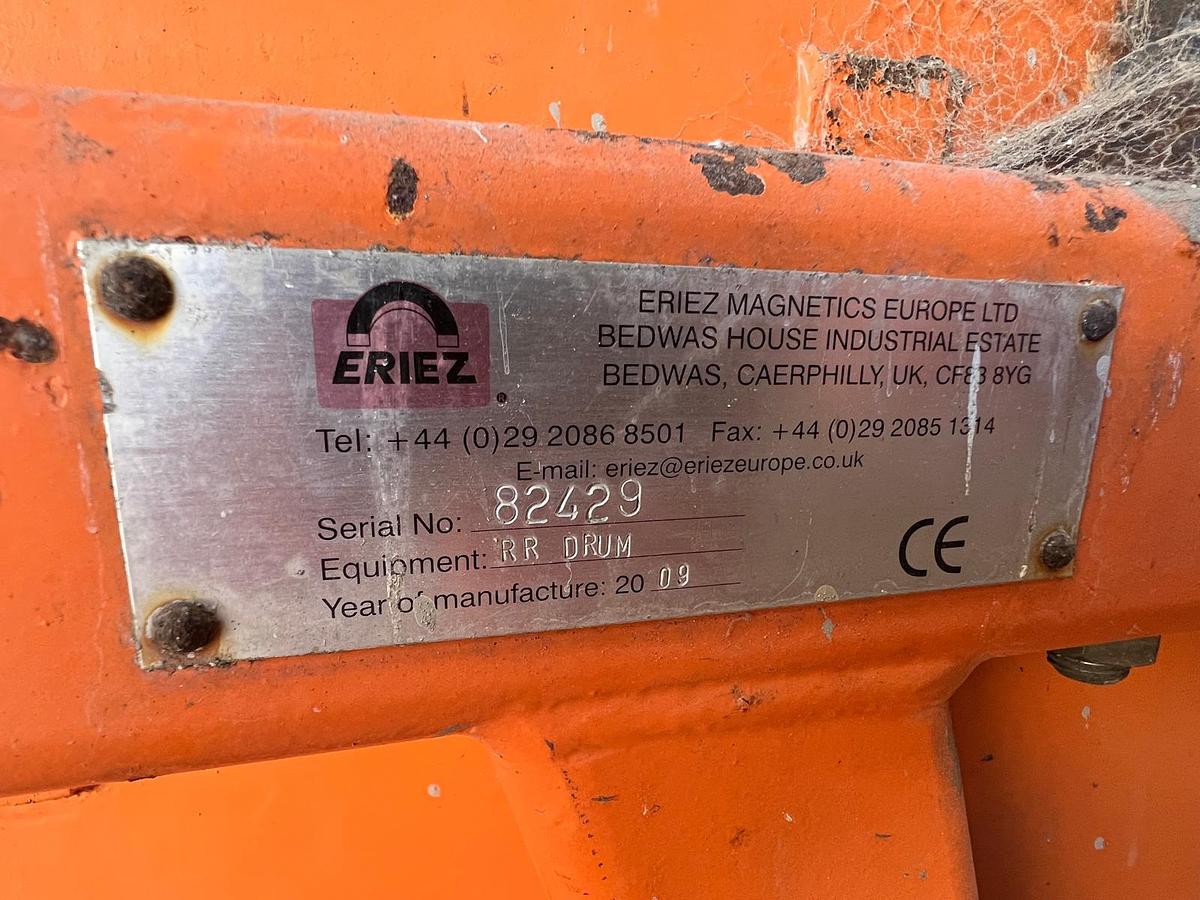 ERIEZ
®
ERIEZ MAGNETICS EUROPE LTD
BEDWAS HOUSE INDUSTRIAL ESTATE
BEDWAS, CAERPHILLY, UK, CF83 8YG
Tel: +44 (0)29 2086 8501 Fax: +44 (0)29 2085 1314
E-mail: eriez@eriezeurope.co.uk
Serial No: 82429
Equipment: RR DRUM
Year of manufacture: 20 09
CE